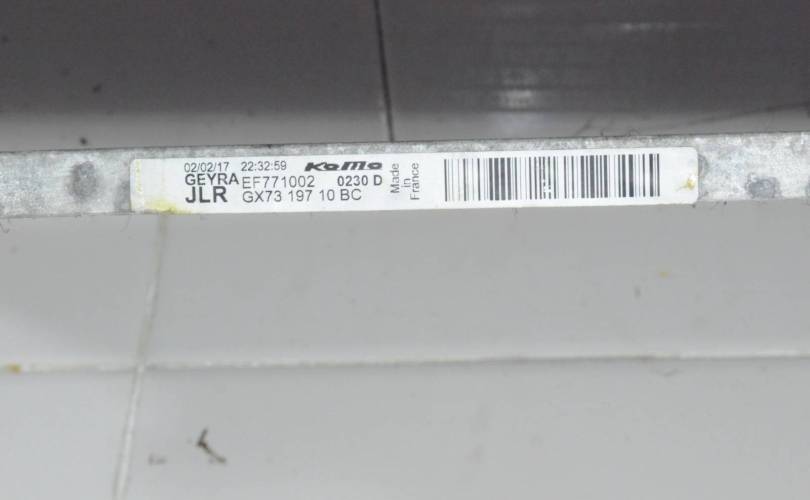 02/02/17 22:32:59 KoMo
GEYRA EF771002 0230 D
JLR GX73 197 10 BC
Made in France